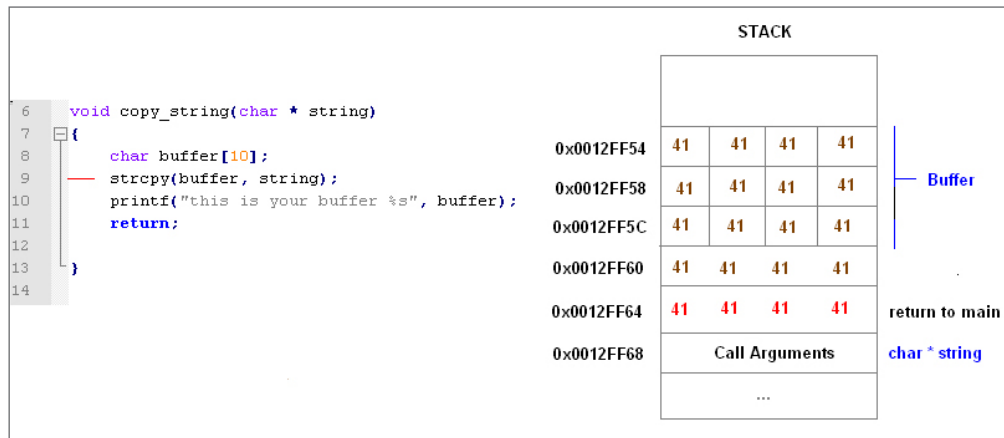 STACK
6 void copy_string(char * string)
7 {
8 char buffer[10];
9 strcpy(buffer, string);
10 printf("this is your buffer %s", buffer);
11 return;
12
13 }
14
0x0012FF54 41 41 41 41
0x0012FF58 41 41 41 41 Buffer
0x0012FF5C 41 41 41 41
0x0012FF60 41 41 41 41
0x0012FF64 41 41 41 41 return to main
0x0012FF68 Call Arguments char * string
...